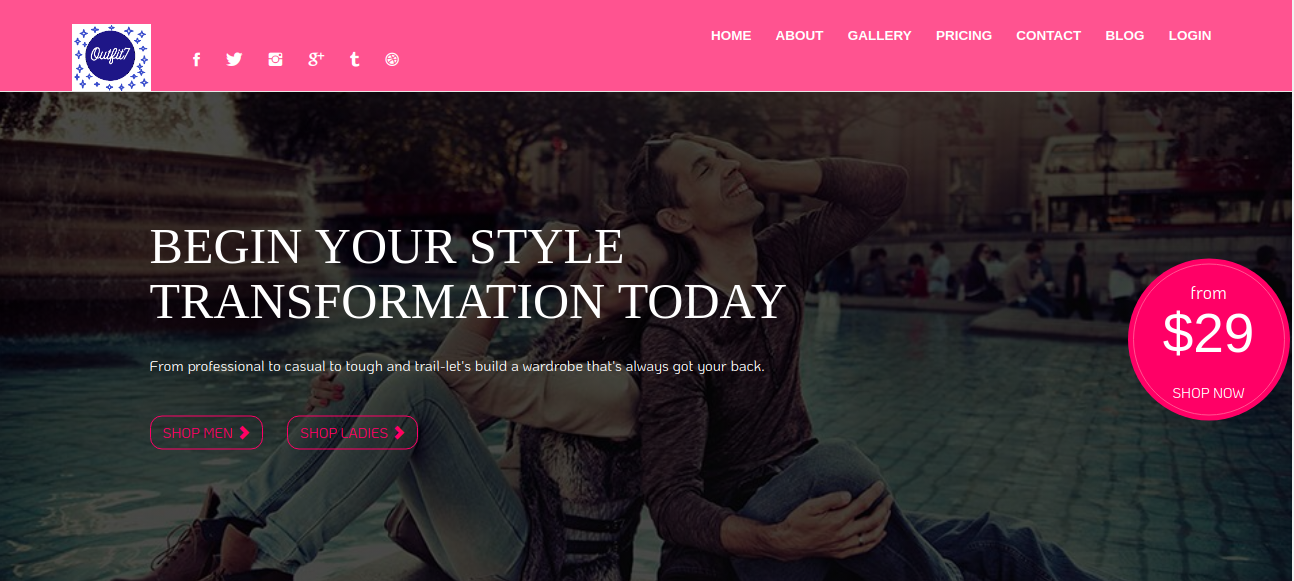 Outfit7
HOME ABOUT GALLERY PRICING CONTACT BLOG LOGIN
BEGIN YOUR STYLE
TRANSFORMATION TODAY
From professional to casual to tough and trail-let's build a wardrobe that's always got your back.
SHOP MEN
SHOP LADIES
from
$29
SHOP NOW